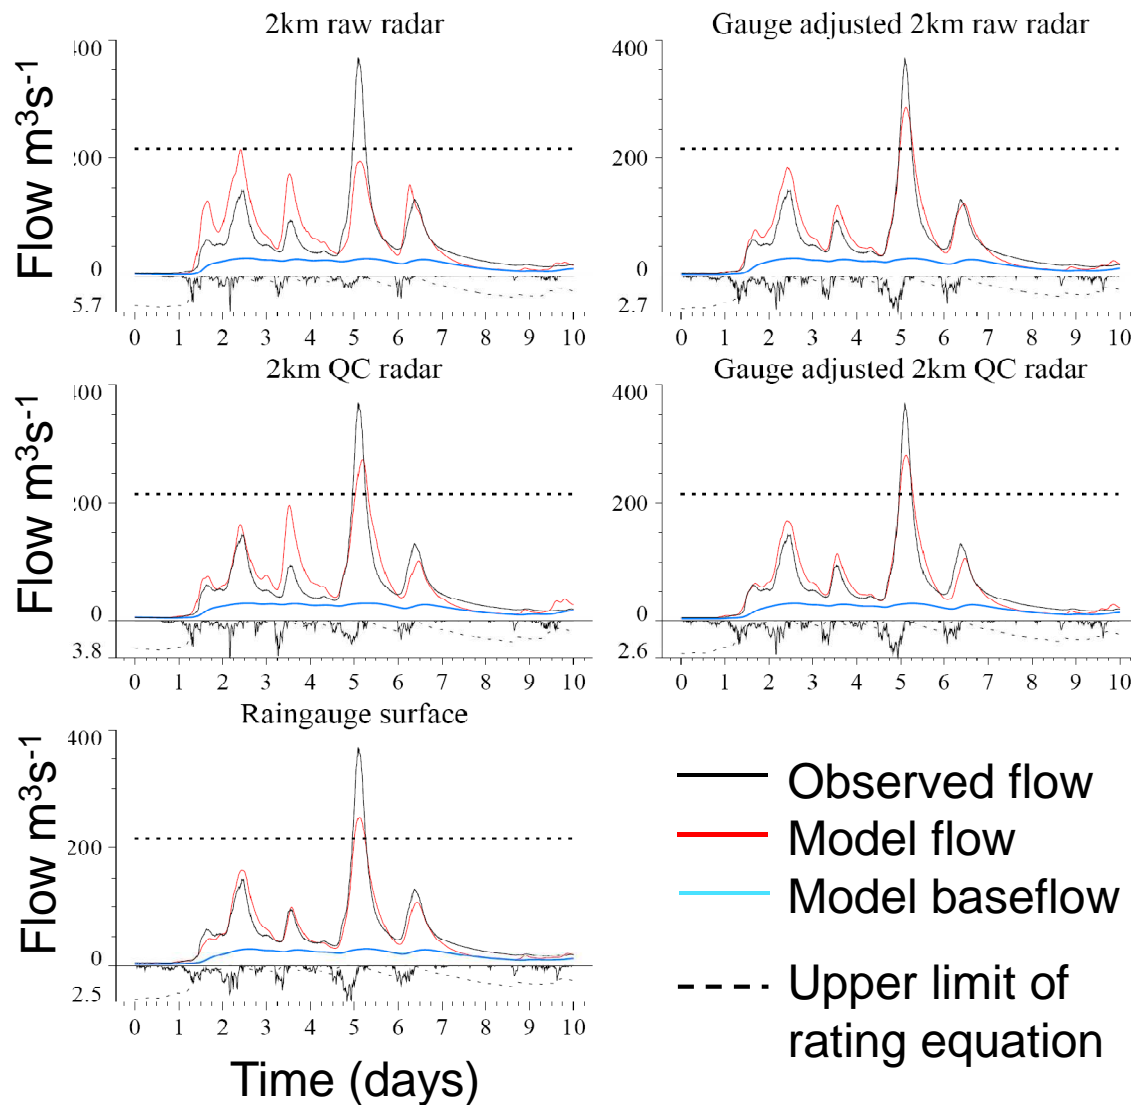 2km raw radar
Flow m³s⁻¹
400
200
0
5.7
0 1 2 3 4 5 6 7 8 9 10
Gauge adjusted 2km raw radar
400
200
0
2.7
0 1 2 3 4 5 6 7 8 9 10
2km QC radar
Flow m³s⁻¹
400
200
0
3.8
0 1 2 3 4 5 6 7 8 9 10
Gauge adjusted 2km QC radar
400
200
0
2.6
0 1 2 3 4 5 6 7 8 9 10
Raingauge surface
Flow m³s⁻¹
400
200
0
2.5
0 1 2 3 4 5 6 7 8 9 10
Time (days)
Observed flow
Model flow
Model baseflow
Upper limit of
rating equation